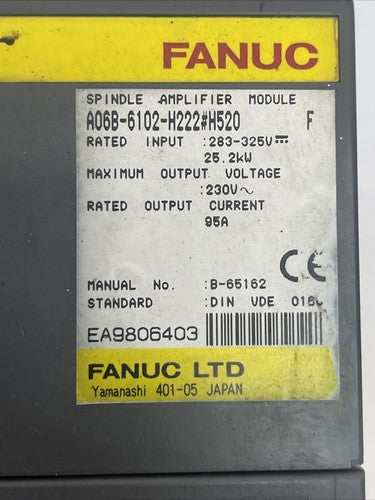 FANUC
SPINDLE AMPLIFIER MODULE
A06B-6102-H222#H520 F
RATED INPUT :283-325V⎓
25.2kW
MAXIMUM OUTPUT VOLTAGE
:230V~
RATED OUTPUT CURRENT
95A
CE
MANUAL No. :B-65162
STANDARD :DIN VDE 0160
EA9806403
FANUC LTD
Yamanashi 401-05 JAPAN